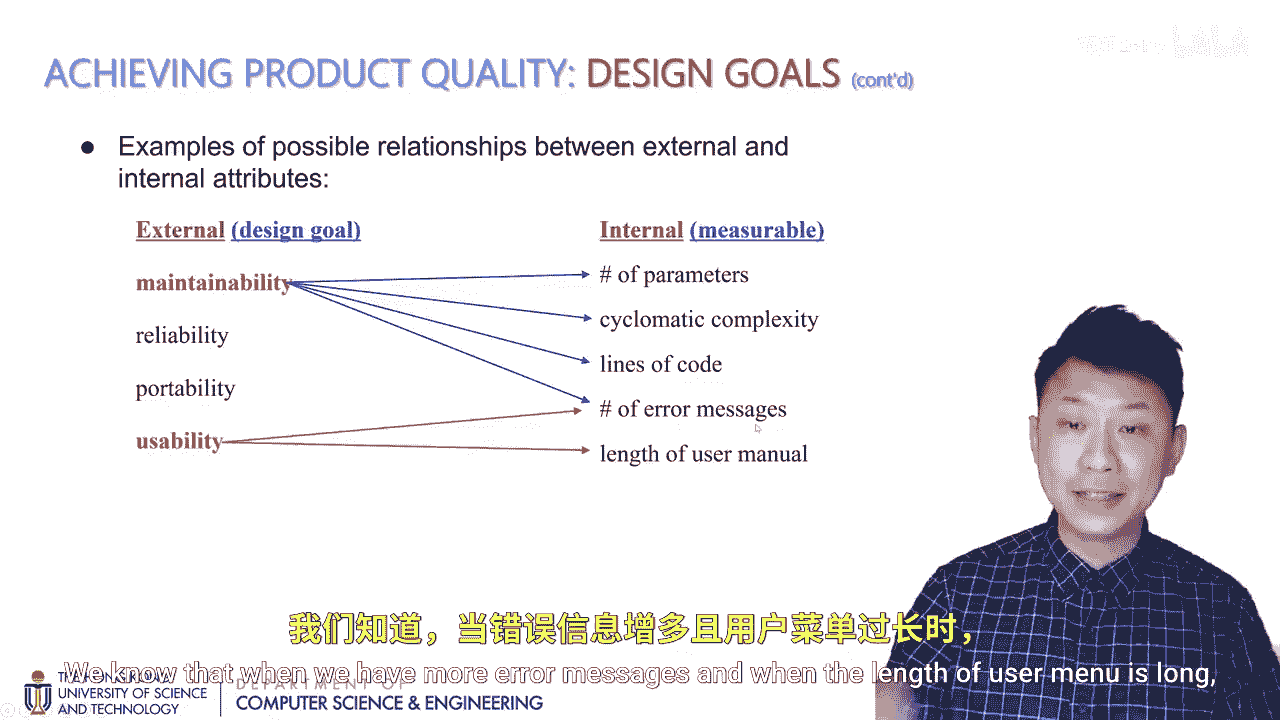 ACHIEVING PRODUCT QUALITY: DESIGN GOALS (cont'd)
● Examples of possible relationships between external and
internal attributes:
External (design goal)
Internal (measurable)
maintainability
# of parameters
cyclomatic complexity
reliability
lines of code
portability
# of error messages
usability
length of user manual
我们知道，当错误信息增多且用户菜单过长时，
We know that when we have more error messages and when the length of user menu is long,
UNIVERSITY OF SCIENCE
AND TECHNOLOGY
DEPARTMENT OF
COMPUTER SCIENCE & ENGINEERING